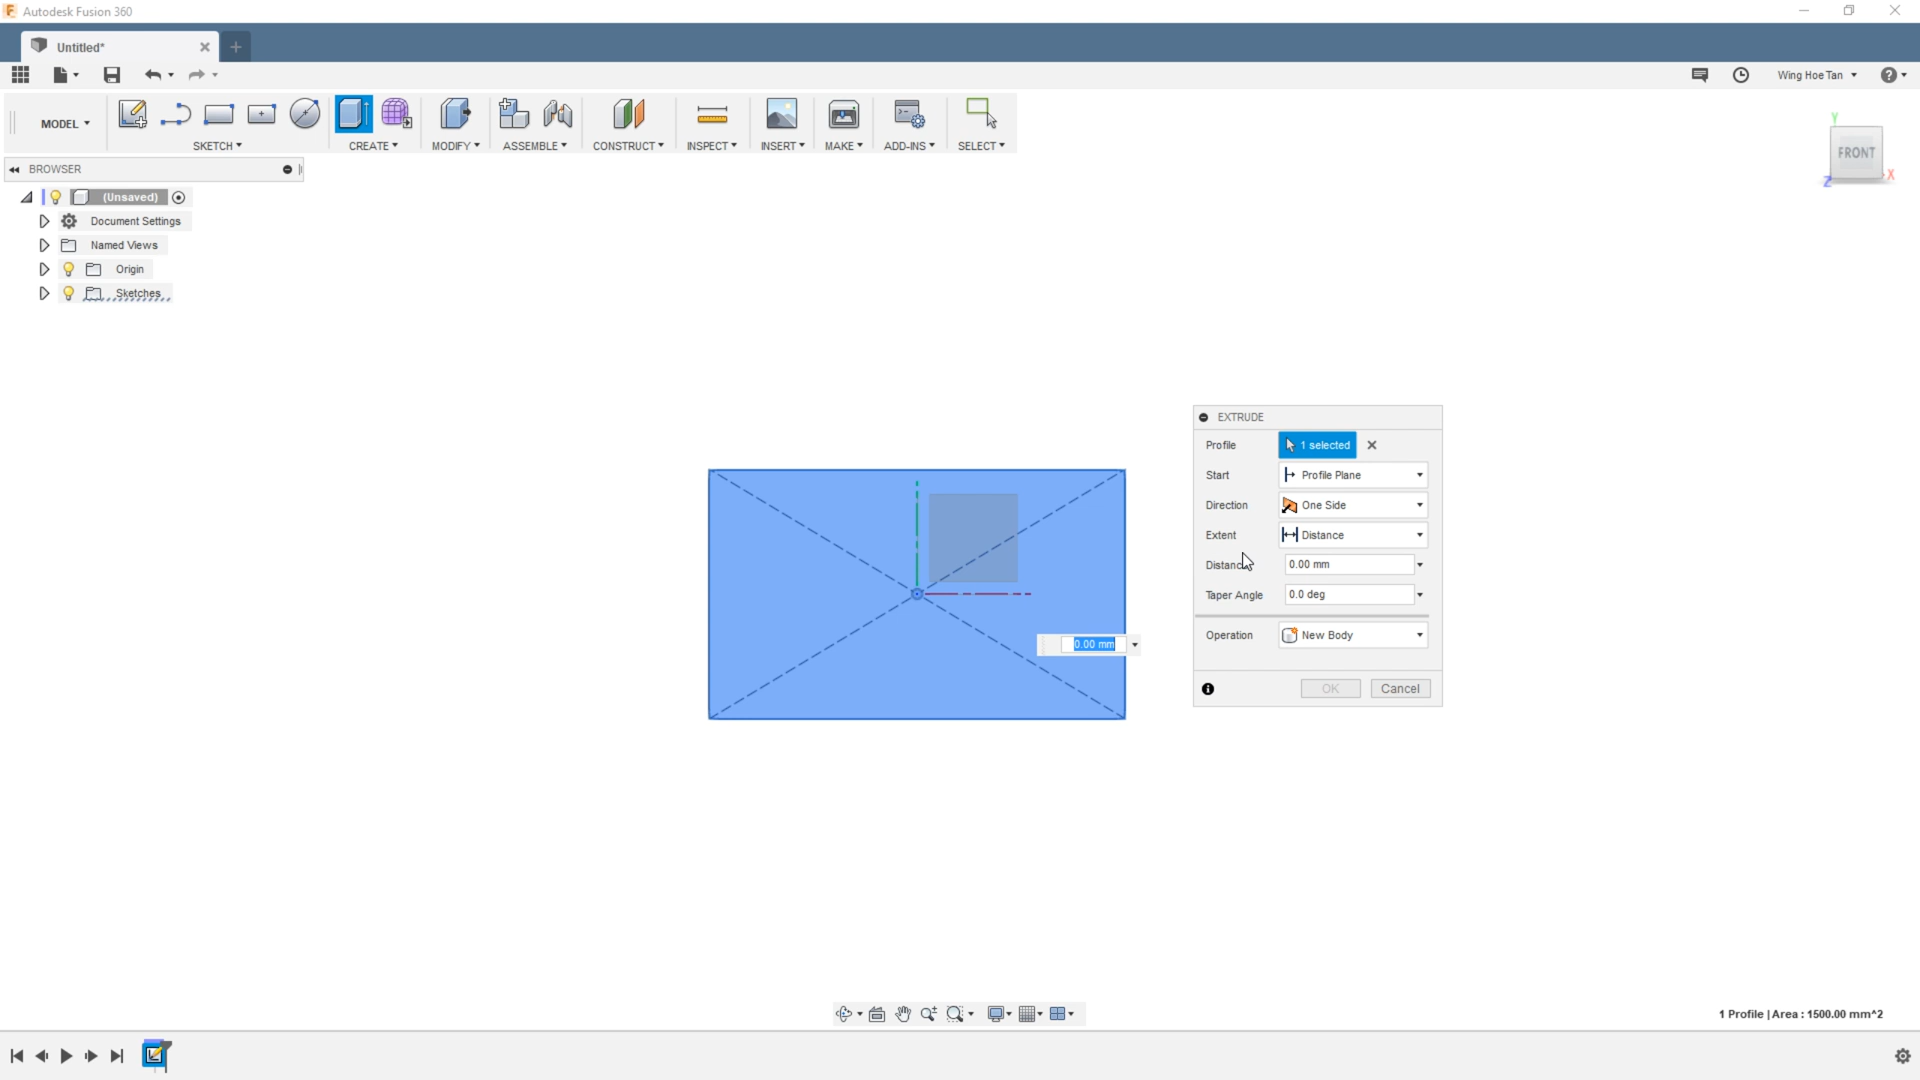 Autodesk Fusion 360
Untitled*
Wing Hoe Tan
MODEL
SKETCH
CREATE
MODIFY
ASSEMBLE
CONSTRUCT
INSPECT
INSERT
MAKE
ADD-INS
SELECT
Y
FRONT
X
Z
BROWSER
(Unsaved)
Document Settings
Named Views
Origin
Sketches
EXTRUDE
Profile 1 selected
Start Profile Plane
Direction One Side
Extent Distance
Distance 0.00 mm
Taper Angle 0.0 deg
0.00 mm
Operation New Body
OK Cancel
1 Profile | Area : 1500.00 mm^2